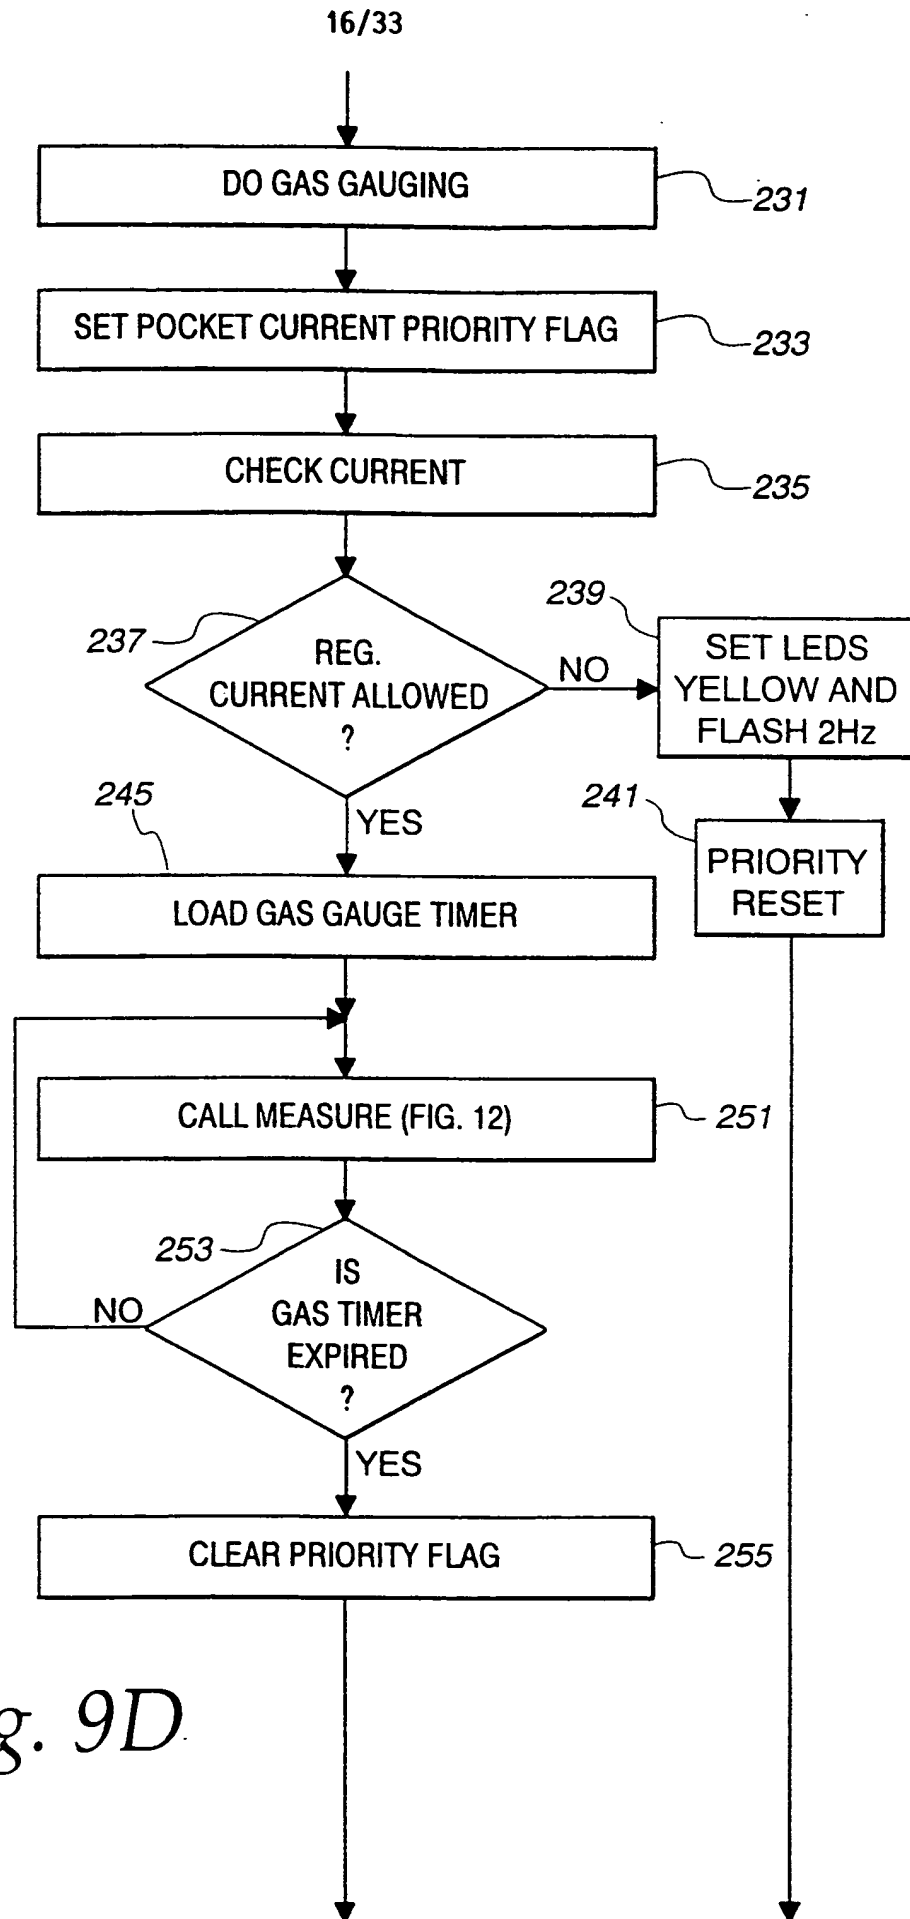 16/33
DO GAS GAUGING
231
SET POCKET CURRENT PRIORITY FLAG
233
CHECK CURRENT
235
237
REG.
CURRENT ALLOWED
?
NO
239
SET LEDS
YELLOW AND
FLASH 2Hz
YES
241
PRIORITY
RESET
245
LOAD GAS GAUGE TIMER
CALL MEASURE (FIG. 12)
251
253
IS
GAS TIMER
EXPIRED
?
NO
YES
CLEAR PRIORITY FLAG
255
g. 9D